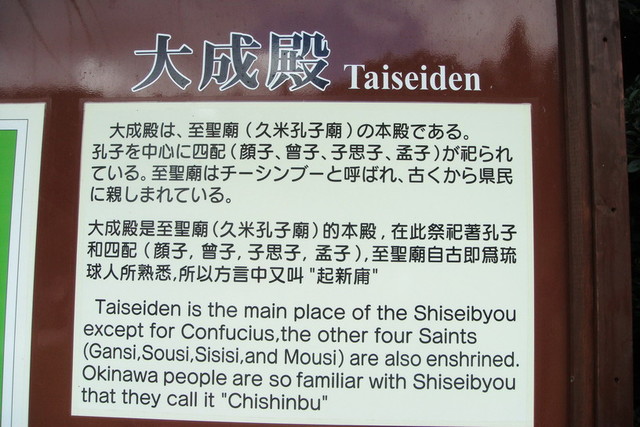 大成殿 Taiseiden
大成殿は、至聖廟(久米孔子廟)の本殿である。
孔子を中心に四配(顔子、曾子、子思子、孟子)が祀られ
ている。至聖廟はチーシンブーと呼ばれ、古くから県民
に親しまれている。
大成殿是至聖廟(久米孔子廟)的本殿,在此祭祀著孔子
和四配(顔子,曾子,子思子,孟子),至聖廟自古即爲琉
球人所熟悉,所以方言中又叫"起新庸"
Taiseiden is the main place of the Shiseibyou
except for Confucius,the other four Saints
(Gansi,Sousi,Sisisi,and Mousi) are also enshrined.
Okinawa people are so familiar with Shiseibyou
that they call it "Chishinbu"